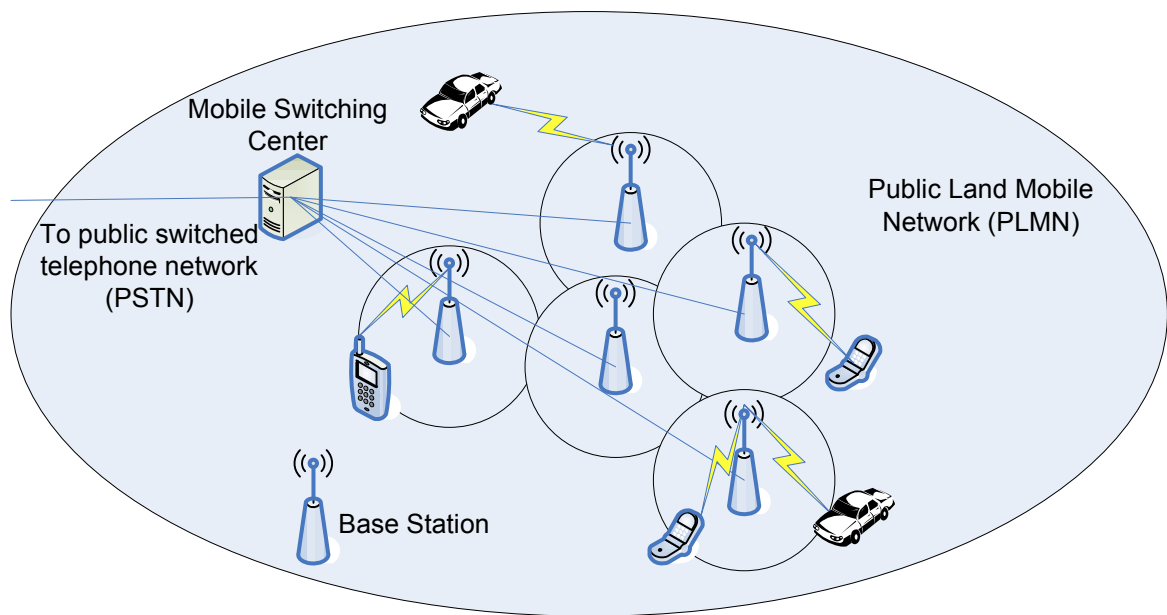 Mobile Switching
Center
Public Land Mobile
Network (PLMN)
To public switched
telephone network
(PSTN)
Base Station